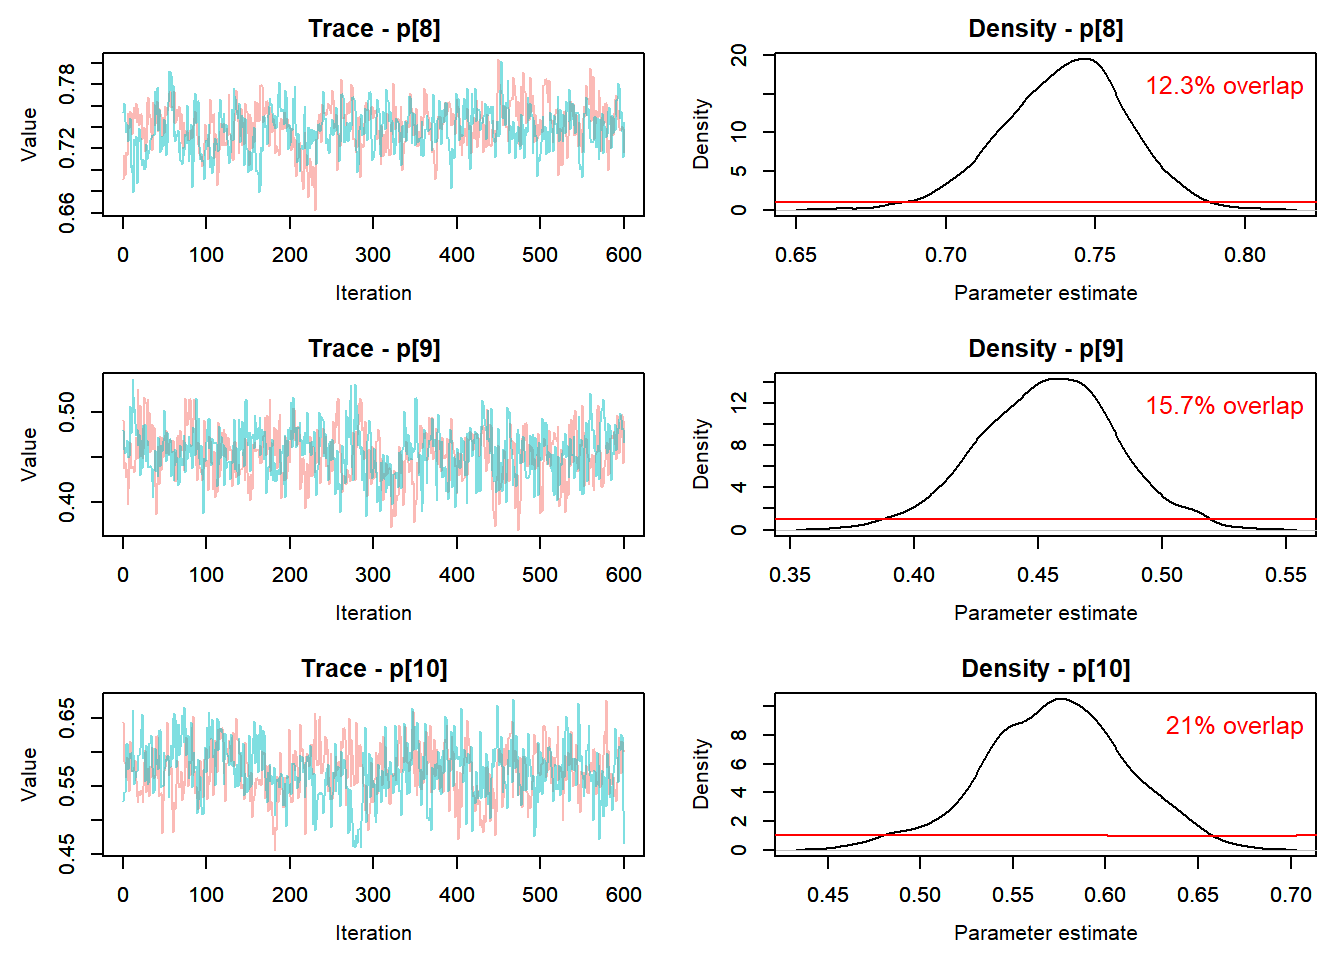 Trace - p[8]
Value
0.66 0.72 0.78
0 100 200 300 400 500 600
Iteration
Density - p[8]
12.3% overlap
Density
0 5 10 20
0.65 0.70 0.75 0.80
Parameter estimate
Trace - p[9]
Value
0.40 0.50
0 100 200 300 400 500 600
Iteration
Density - p[9]
15.7% overlap
Density
0 4 8 12
0.35 0.40 0.45 0.50 0.55
Parameter estimate
Trace - p[10]
Value
0.45 0.55 0.65
0 100 200 300 400 500 600
Iteration
Density - p[10]
21% overlap
Density
0 2 4 6 8
0.45 0.50 0.55 0.60 0.65 0.70
Parameter estimate